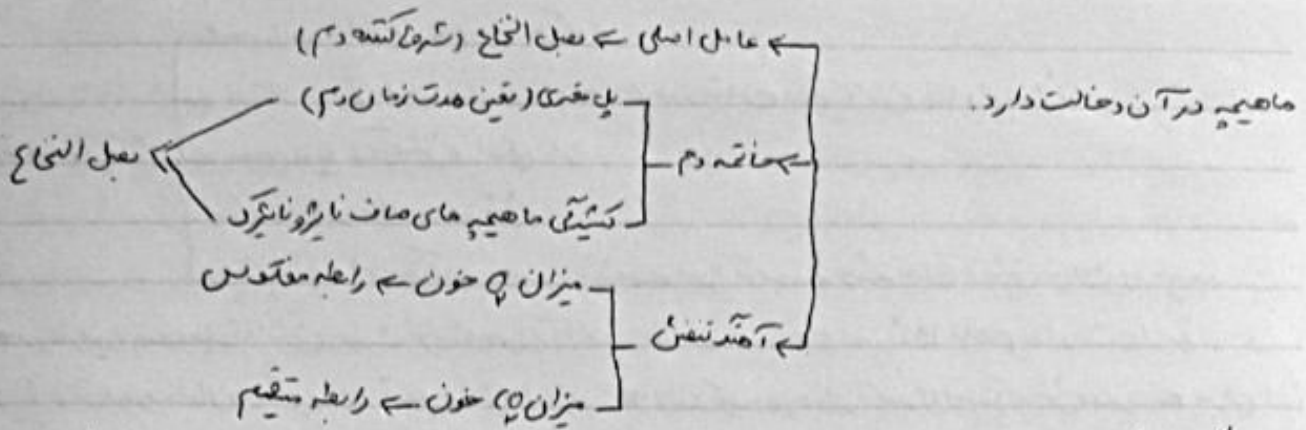 عامل اصلی ← بصل النخاع (شروع کننده دم)
ماهیچه در آن دخالت دارد.
پل مغزی (تعیین مدت زمان دم)
خاتمه دم
بصل النخاع
کشیدگی ماهیچه های صاف نایژه و نایژک
میزان O₂ خون ← رابطه معکوس
آهنگ تنفس
میزان CO₂ خون ← رابطه مستقیم